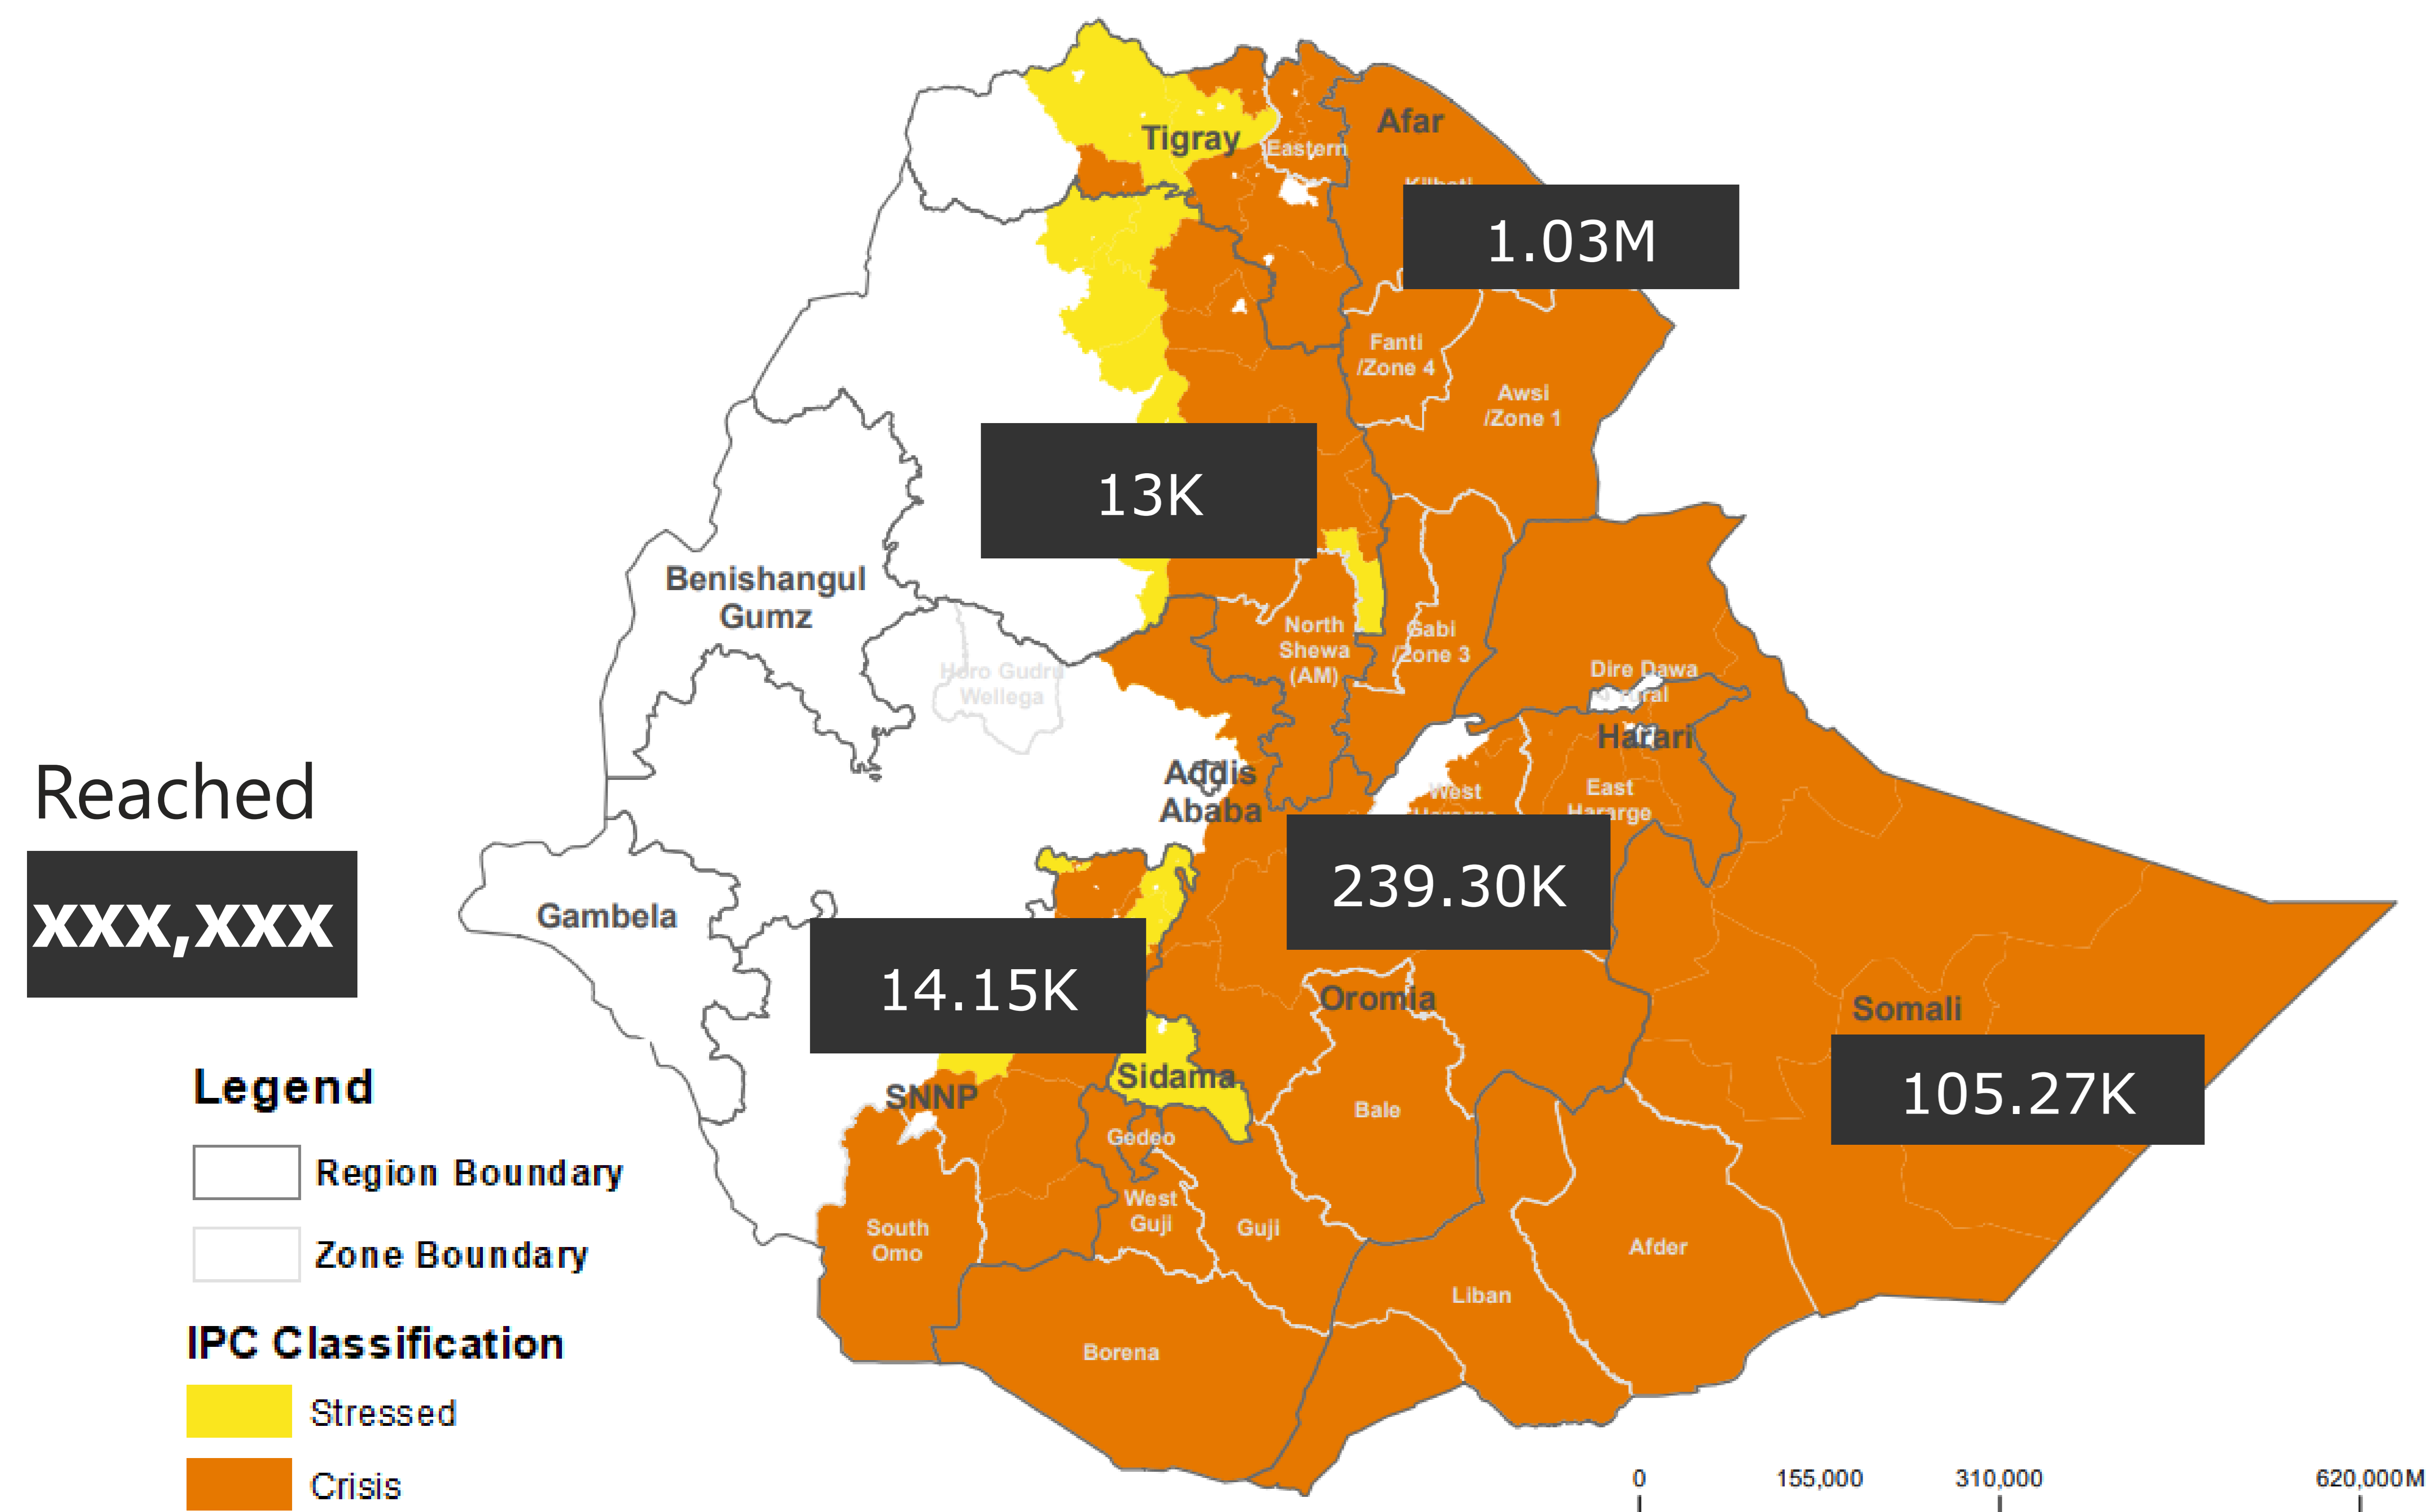 Tigray
Afar
Eastern
1.03M
Fanti
/Zone 4
Awsi
/Zone 1
13K
Benishangul
Gumz
North
Shewa
(AM)
Gabi
/Zone 3
Horo Gudru
Wellega
Dire Dawa
Harari
Addis
Ababa
West
East
Hararge
Reached
xxx,xxx
239.30K
Gambela
14.15K
Oromia
Somali
105.27K
Sidama
SNNP
Bale
Gedeo
West
Guji
Guji
South
Omo
Afder
Liban
Borena
Legend
Region Boundary
Zone Boundary
IPC Classification
Stressed
Crisis
0 155,000 310,000 620,000M